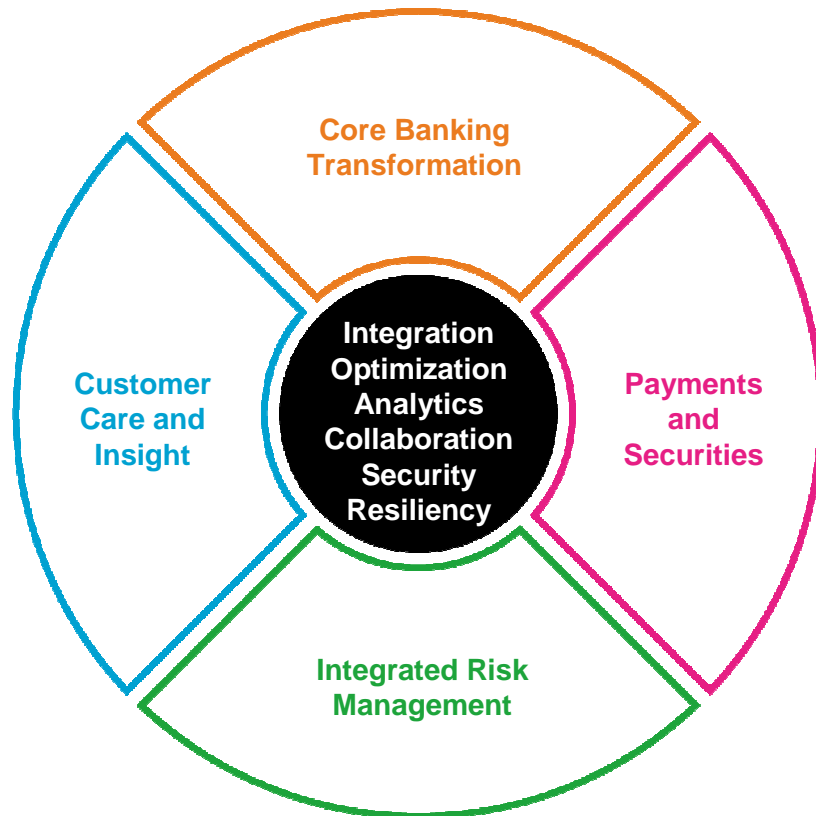 Core Banking
Transformation
Customer
Care and
Insight
Integration
Optimization
Analytics
Collaboration
Security
Resiliency
Payments
and
Securities
Integrated Risk
Management